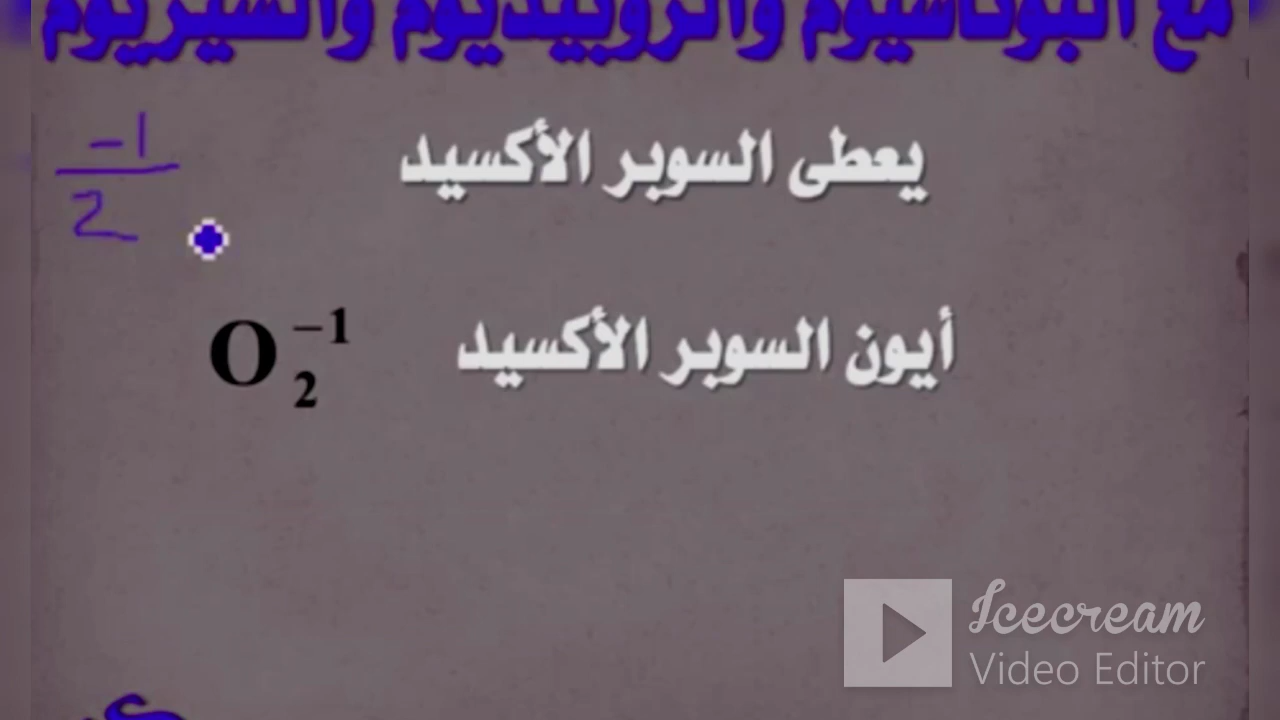 مع البوتاسيوم والروبيديوم والسيزيوم
يعطى السوبر الأكسيد
-1
2
أيون السوبر الأكسيد O₂⁻¹
Icecream
Video Editor